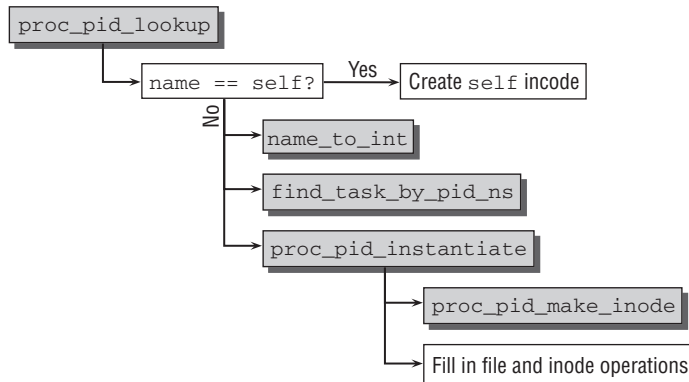 proc_pid_lookup
name == self?
Yes
Create self incode
No
name_to_int
find_task_by_pid_ns
proc_pid_instantiate
proc_pid_make_inode
Fill in file and inode operations